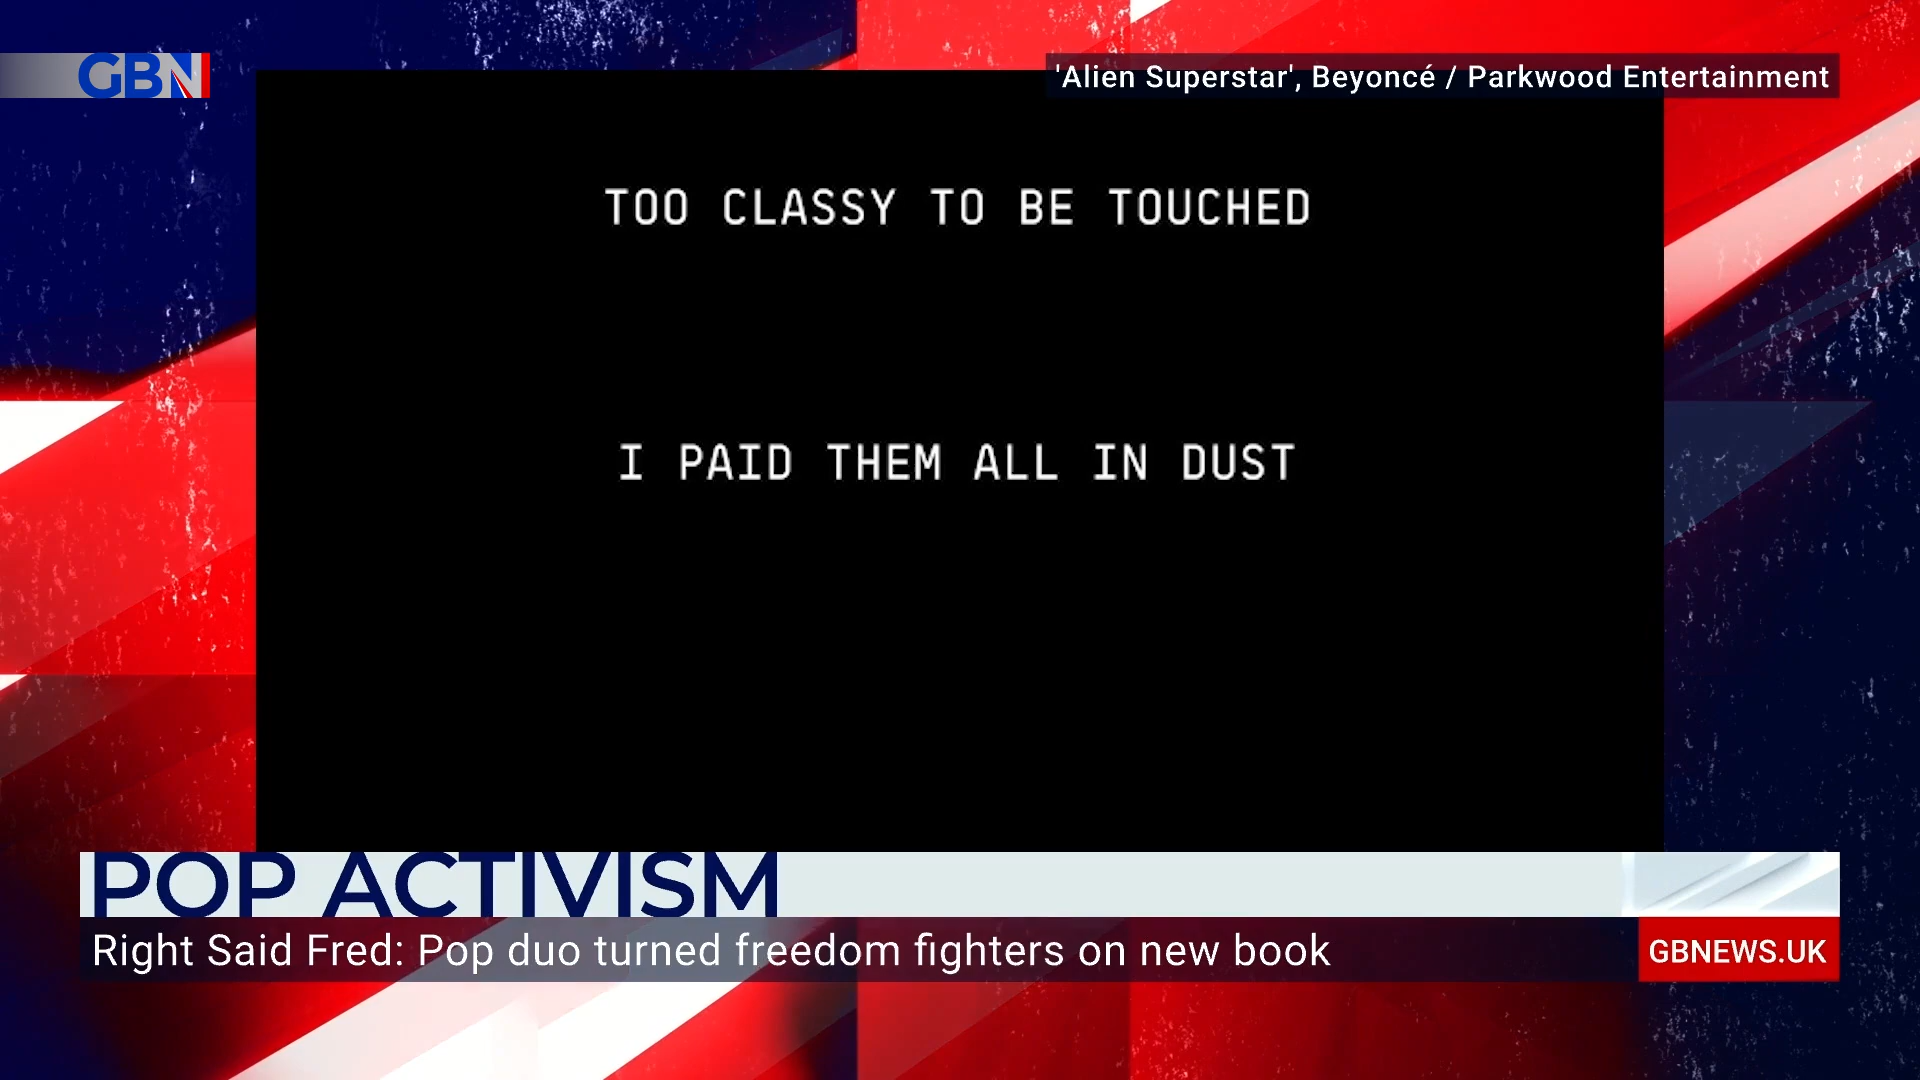 GBN
'Alien Superstar', Beyoncé / Parkwood Entertainment
TOO CLASSY TO BE TOUCHED
I PAID THEM ALL IN DUST
POP ACTIVISM
Right Said Fred: Pop duo turned freedom fighters on new book
GBNEWS.UK